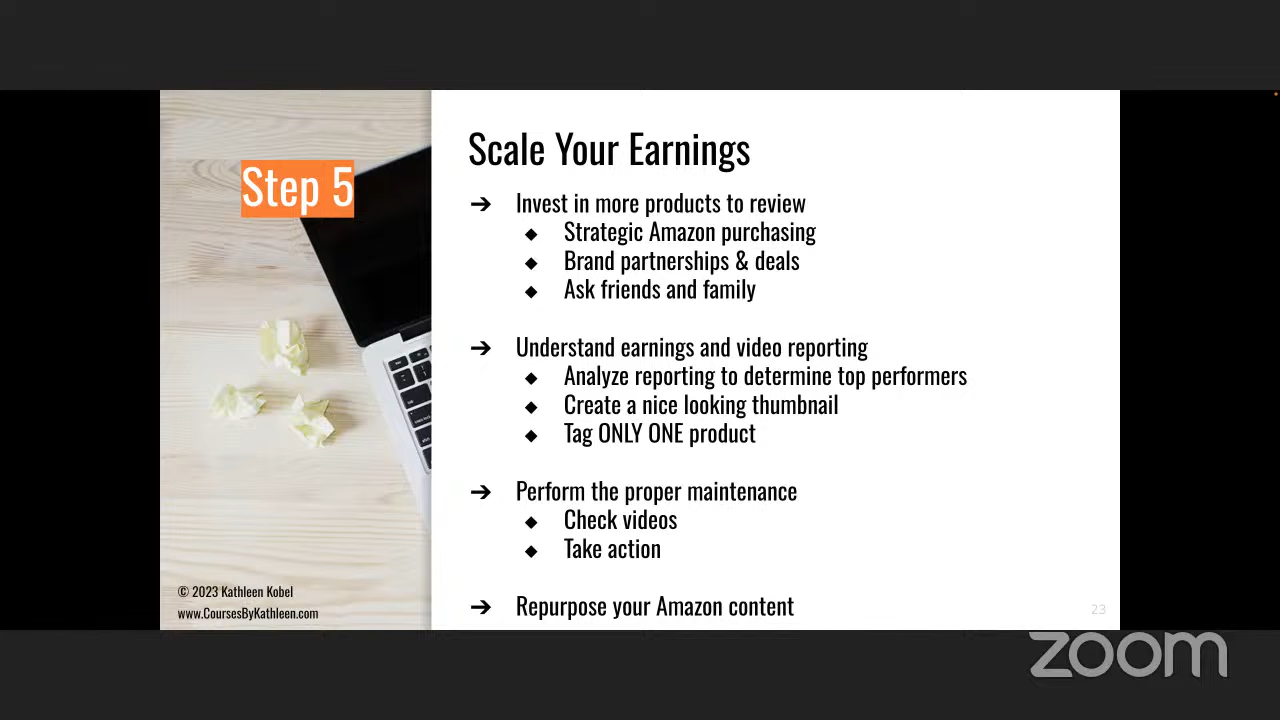 Step 5
Scale Your Earnings
➔ Invest in more products to review
◆ Strategic Amazon purchasing
◆ Brand partnerships & deals
◆ Ask friends and family
➔ Understand earnings and video reporting
◆ Analyze reporting to determine top performers
◆ Create a nice looking thumbnail
◆ Tag ONLY ONE product
➔ Perform the proper maintenance
◆ Check videos
◆ Take action
➔ Repurpose your Amazon content
© 2023 Kathleen Kobel
www.CoursesByKathleen.com
23
zoom